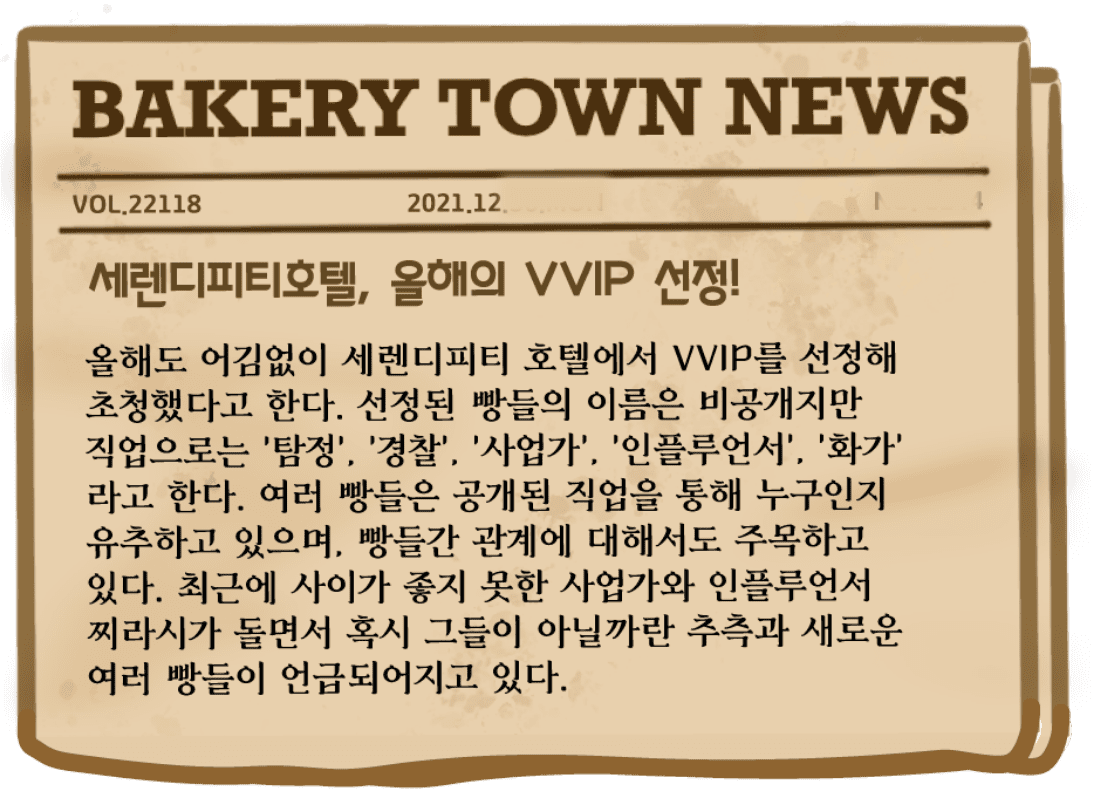 BAKERY TOWN NEWS
VOL.22118 2021.12.
세렌디피티호텔, 올해의 VVIP 선정!
올해도 어김없이 세렌디피티 호텔에서 VVIP를 선정해
초청했다고 한다. 선정된 빵들의 이름은 비공개지만
직업으로는 '탐정', '경찰', '사업가', '인플루언서', '화가'
라고 한다. 여러 빵들은 공개된 직업을 통해 누구인지
유추하고 있으며, 빵들간 관계에 대해서도 주목하고
있다. 최근에 사이가 좋지 못한 사업가와 인플루언서
찌라시가 돌면서 혹시 그들이 아닐까란 추측과 새로운
여러 빵들이 언급되어지고 있다.